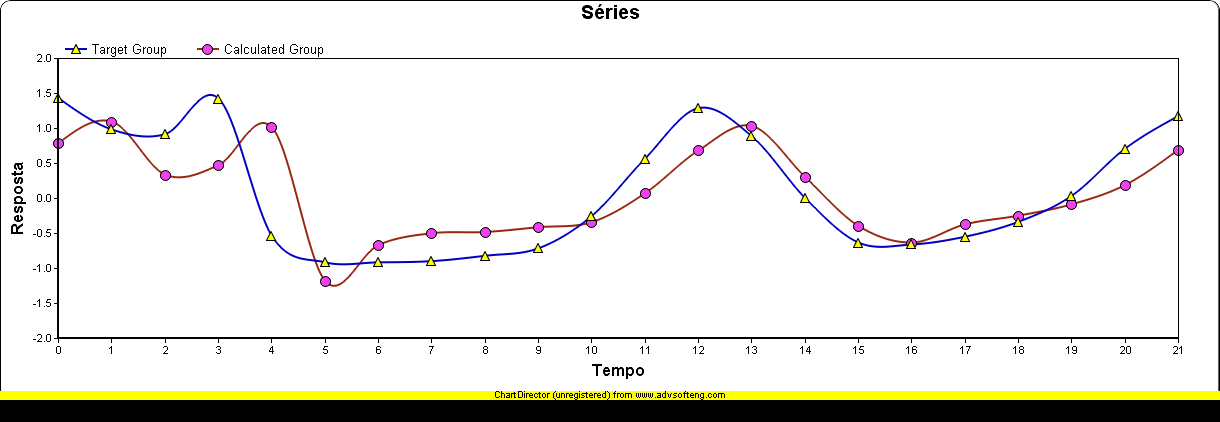 Séries
Target Group Calculated Group
2.0
1.5
1.0
0.5
0.0
-0.5
-1.0
-1.5
-2.0
Resposta
0 1 2 3 4 5 6 7 8 9 10 11 12 13 14 15 16 17 18 19 20 21
Tempo
ChartDirector (unregistered) from www.advsofteng.com